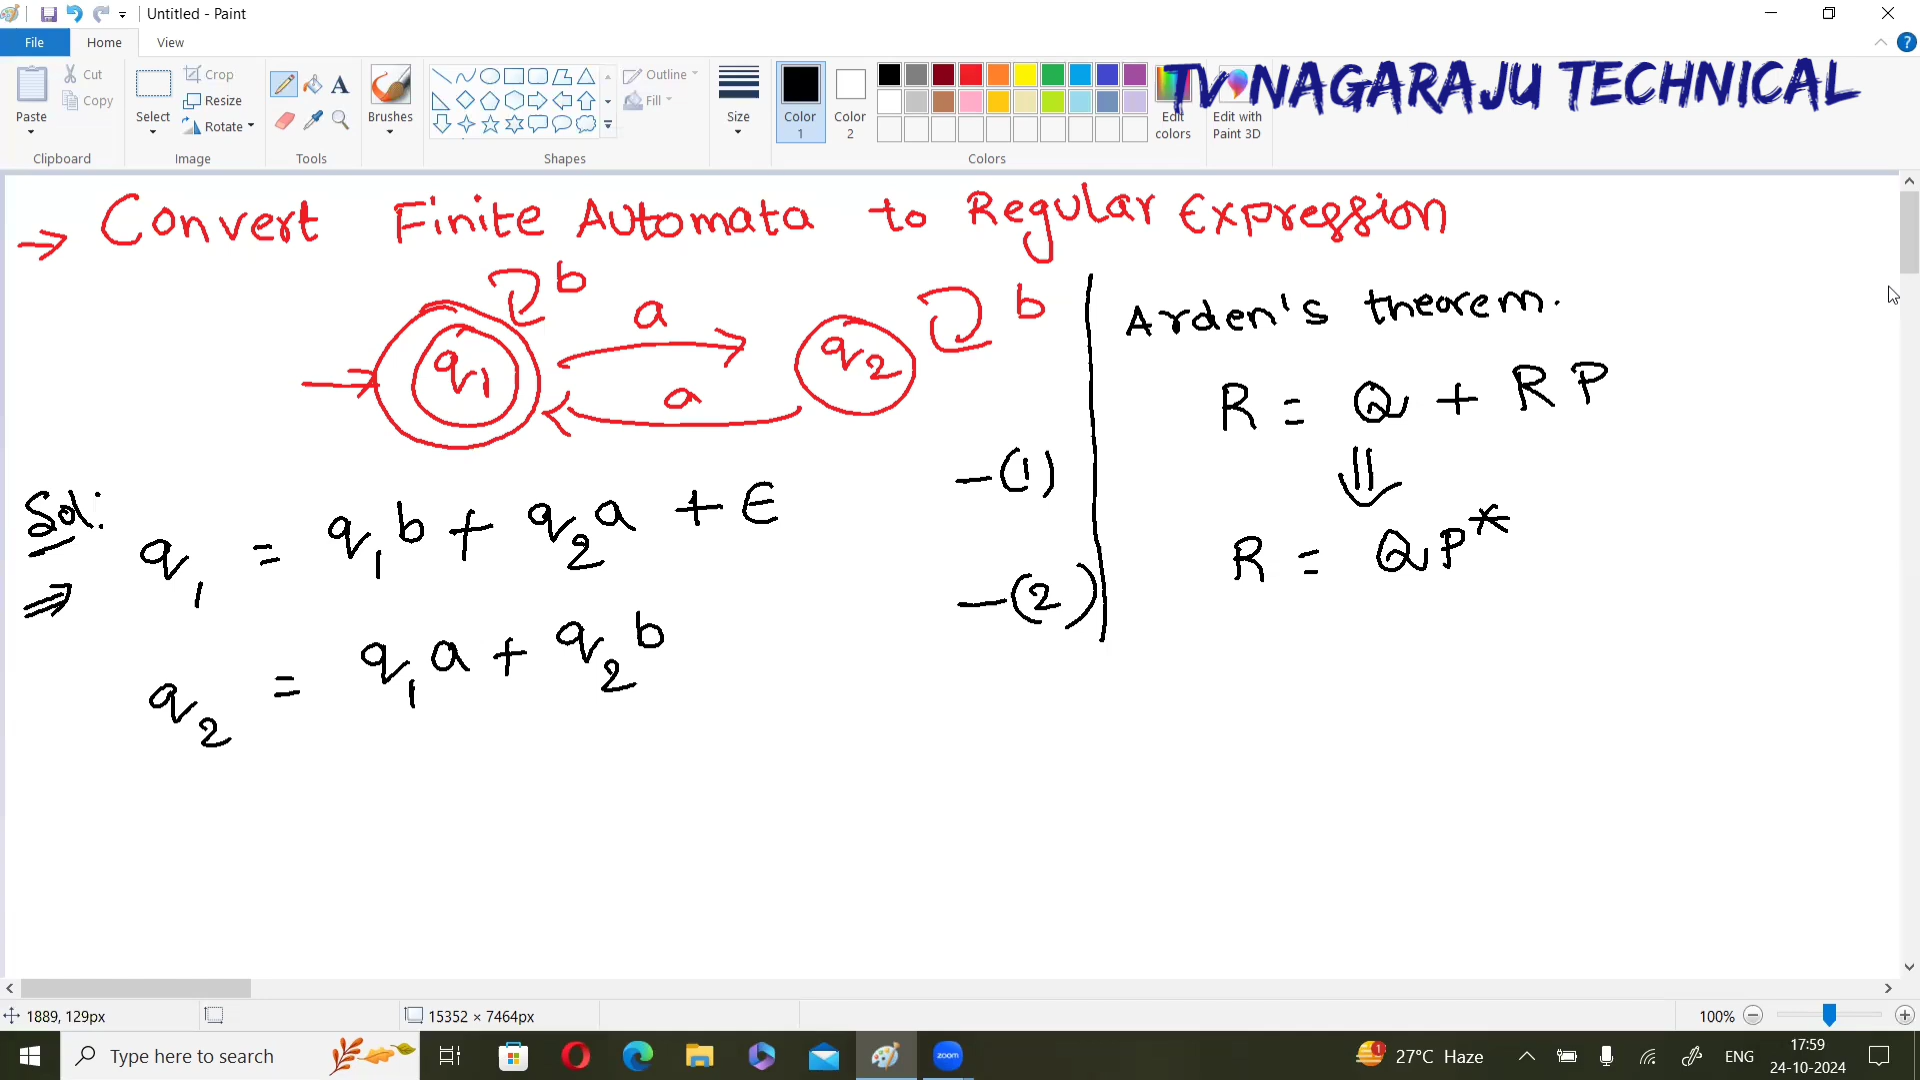 Untitled - Paint
File Home View
Paste Cut Copy Clipboard
Select Crop Resize Rotate Image
Tools
Brushes
Shapes Outline Fill
Size
Color 1 Color 2 Colors Edit colors Edit with Paint 3D
TV NAGARAJU TECHNICAL
→ Convert Finite Automata to Regular Expression
b
a
b
q1
q2
a
Arden's theorem.
R = Q + RP
⇓
R = QP*
Sol:
⇒ q1 = q1b + q2a + ∈ —(1)
q2 = q1a + q2b —(2)
1889, 129px 15352 × 7464px 100%
Type here to search
zoom
1
27°C Haze ENG 17:59
24-10-2024